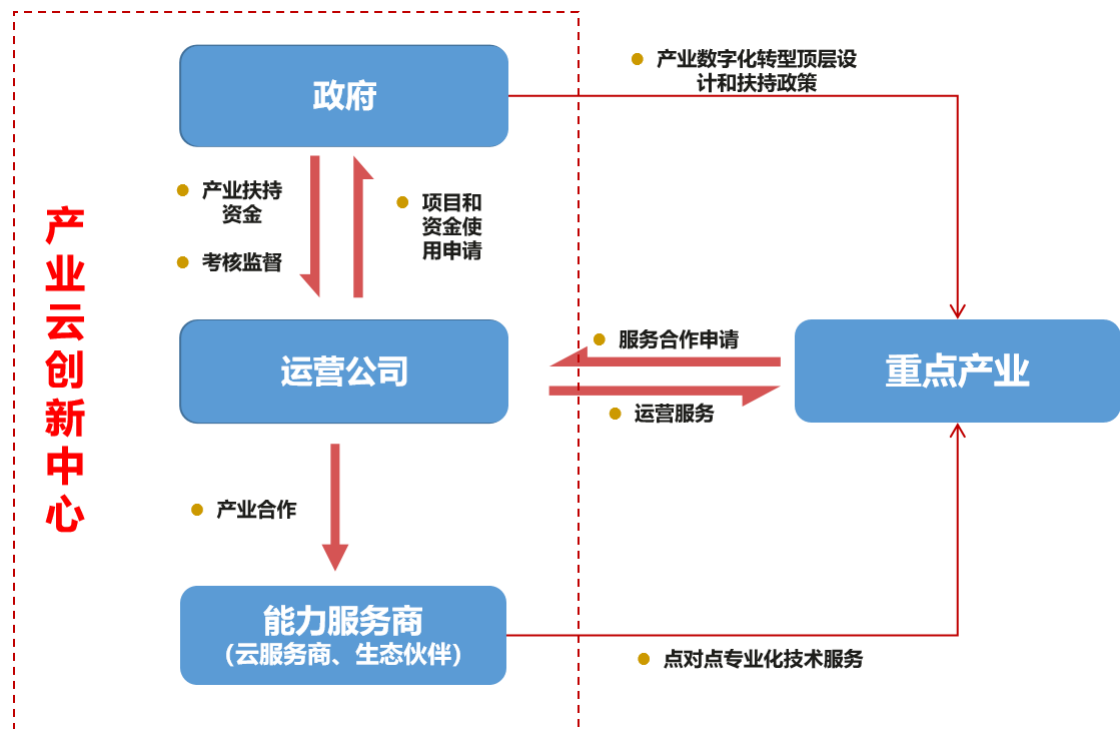 政府
产业数字化转型顶层设
计和扶持政策
产业扶持
资金
考核监督
项目和
资金使
用申请
产业云创新中心
运营公司
服务合作申请
运营服务
重点产业
产业合作
能力服务商
（云服务商、生态伙伴）
点对点专业化技术服务